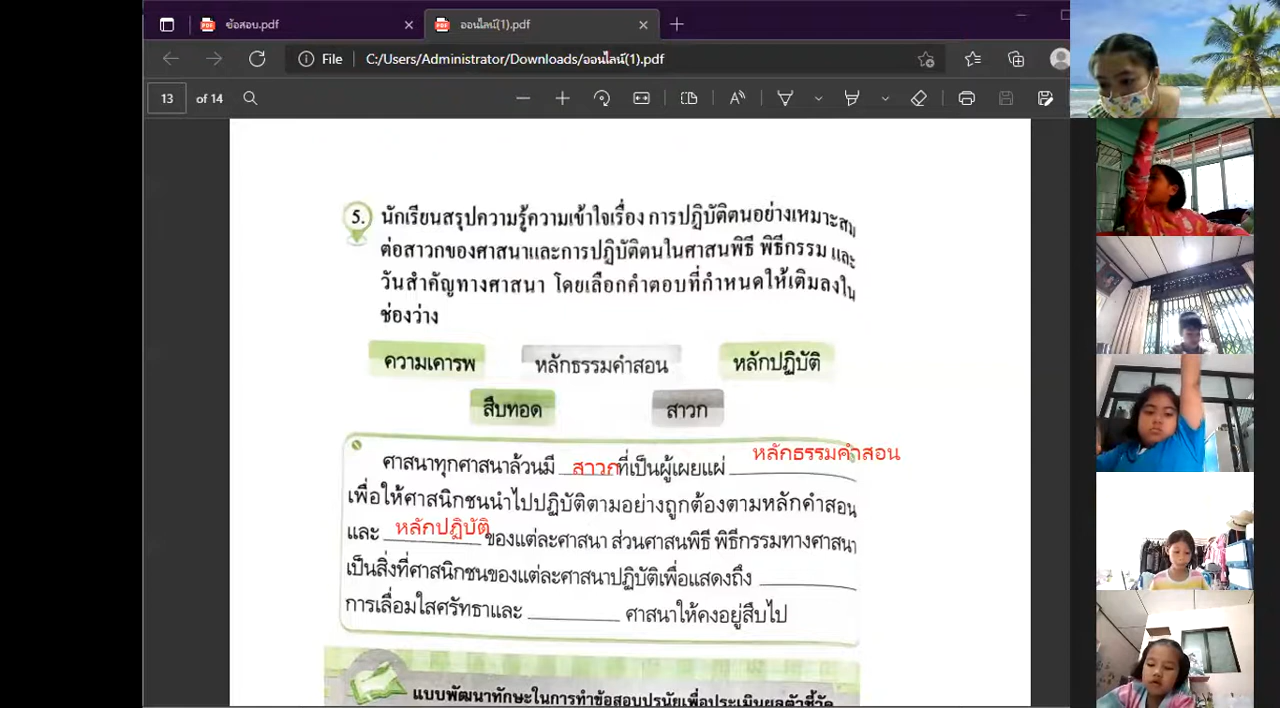 ข้อสอบ.pdf
ออนไลน์(1).pdf
File C:/Users/Administrator/Downloads/ออนไลน์(1).pdf
13 of 14
5. นักเรียนสรุปความรู้ความเข้าใจเรื่อง การปฏิบัติตนอย่างเหมาะสม
ต่อสาวกของศาสนาและการปฏิบัติตนในศาสนพิธี พิธีกรรม และ
วันสำคัญทางศาสนา โดยเลือกคำตอบที่กำหนดให้เติมลงใน
ช่องว่าง
ความเคารพ หลักธรรมคำสอน หลักปฏิบัติ
สืบทอด สาวก
ศาสนาทุกศาสนาล้วนมี สาวก ที่เป็นผู้เผยแผ่ หลักธรรมคำสอน
เพื่อให้ศาสนิกชนนำไปปฏิบัติตามอย่างถูกต้องตามหลักคำสอน
และ หลักปฏิบัติ ของแต่ละศาสนา ส่วนศาสนพิธี พิธีกรรมทางศาสนา
เป็นสิ่งที่ศาสนิกชนของแต่ละศาสนาปฏิบัติเพื่อแสดงถึง
การเลื่อมใสศรัทธาและ ศาสนาให้คงอยู่สืบไป
แบบพัฒนาทักษะในการทำข้อสอบปรนัยเพื่อประเมินผลตัวชี้วัด